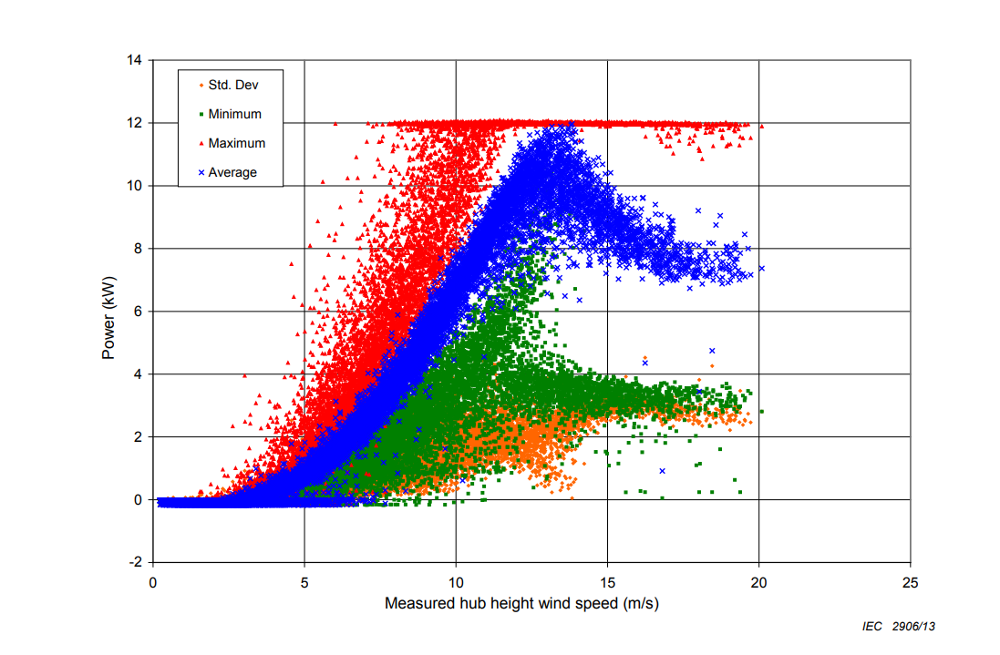 14
12
10
8
6
4
2
0
-2
Std. Dev
Minimum
Maximum
Average
Power (kW)
0 5 10 15 20 25
Measured hub height wind speed (m/s)
IEC 2906/13